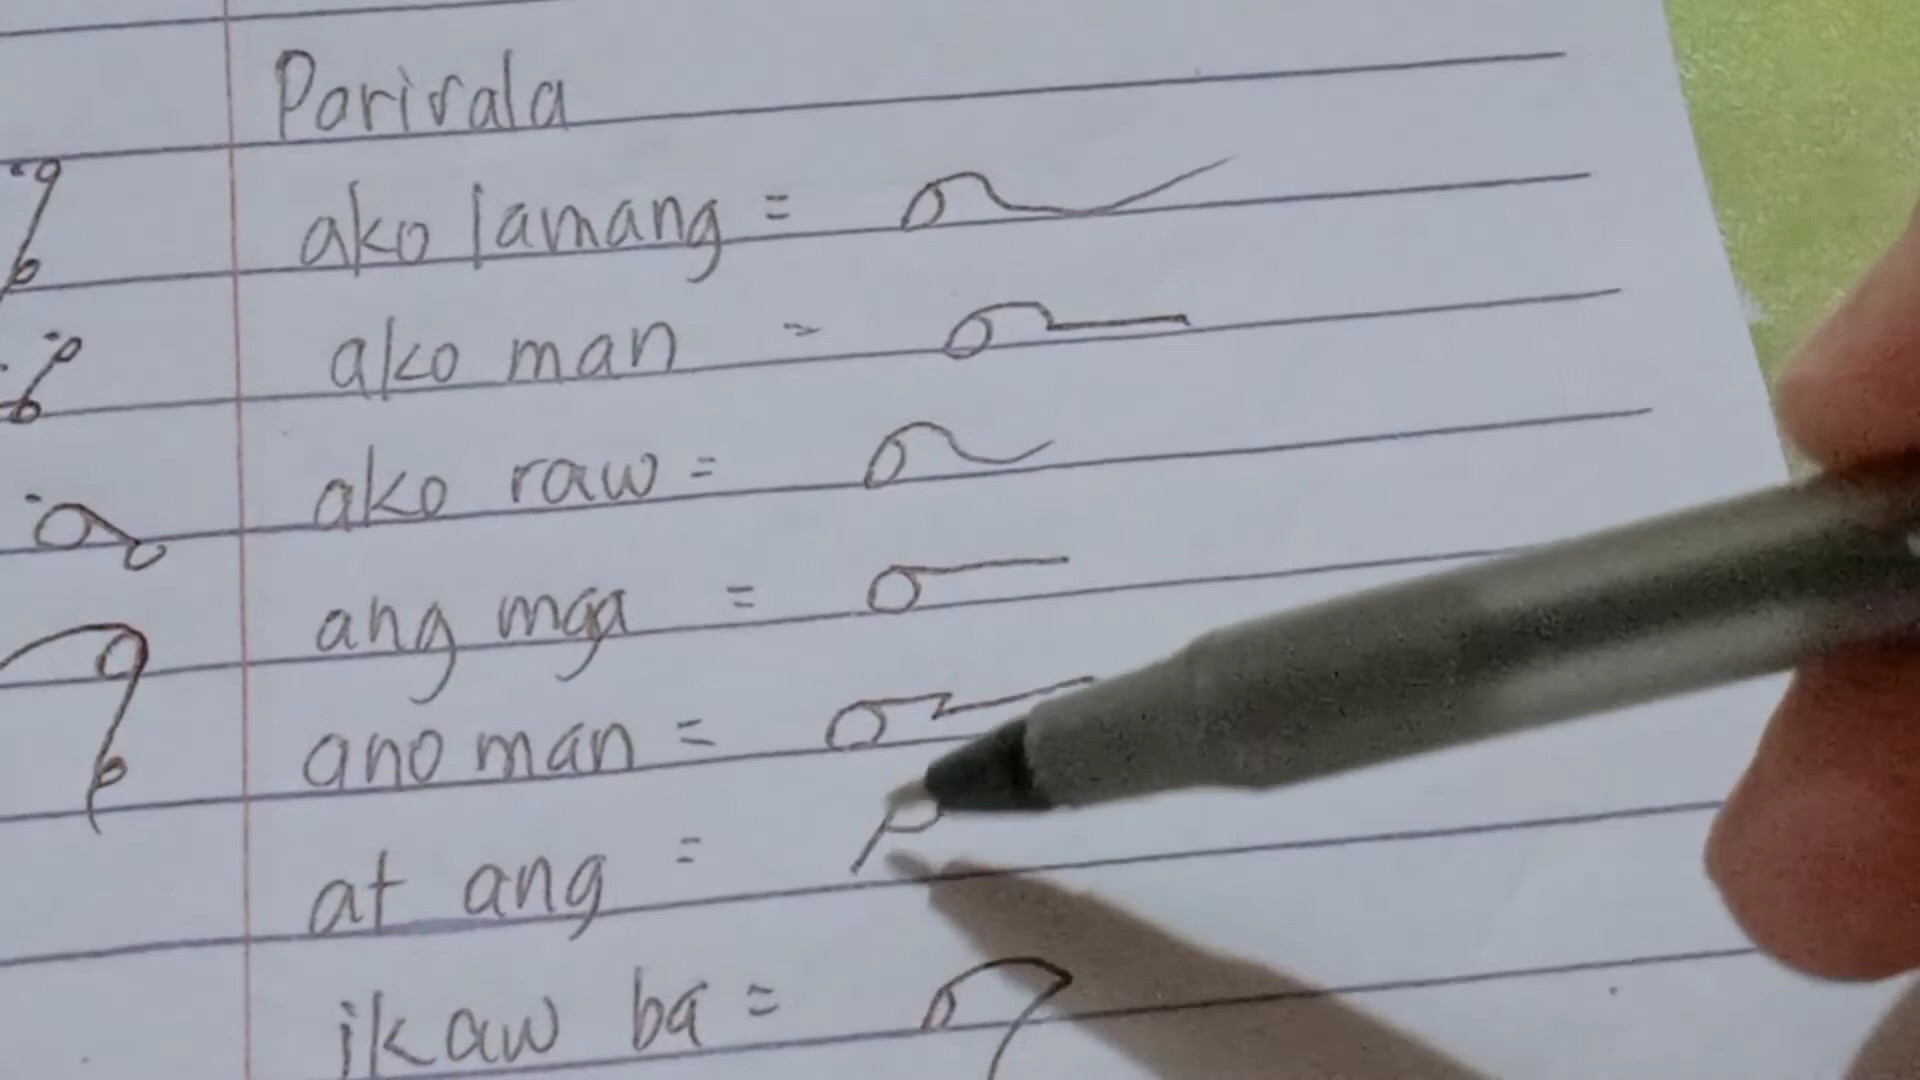 Parirala
ako lamang =
ako man =
ako raw =
ang mga =
ano man =
at ang =
ikaw ba =